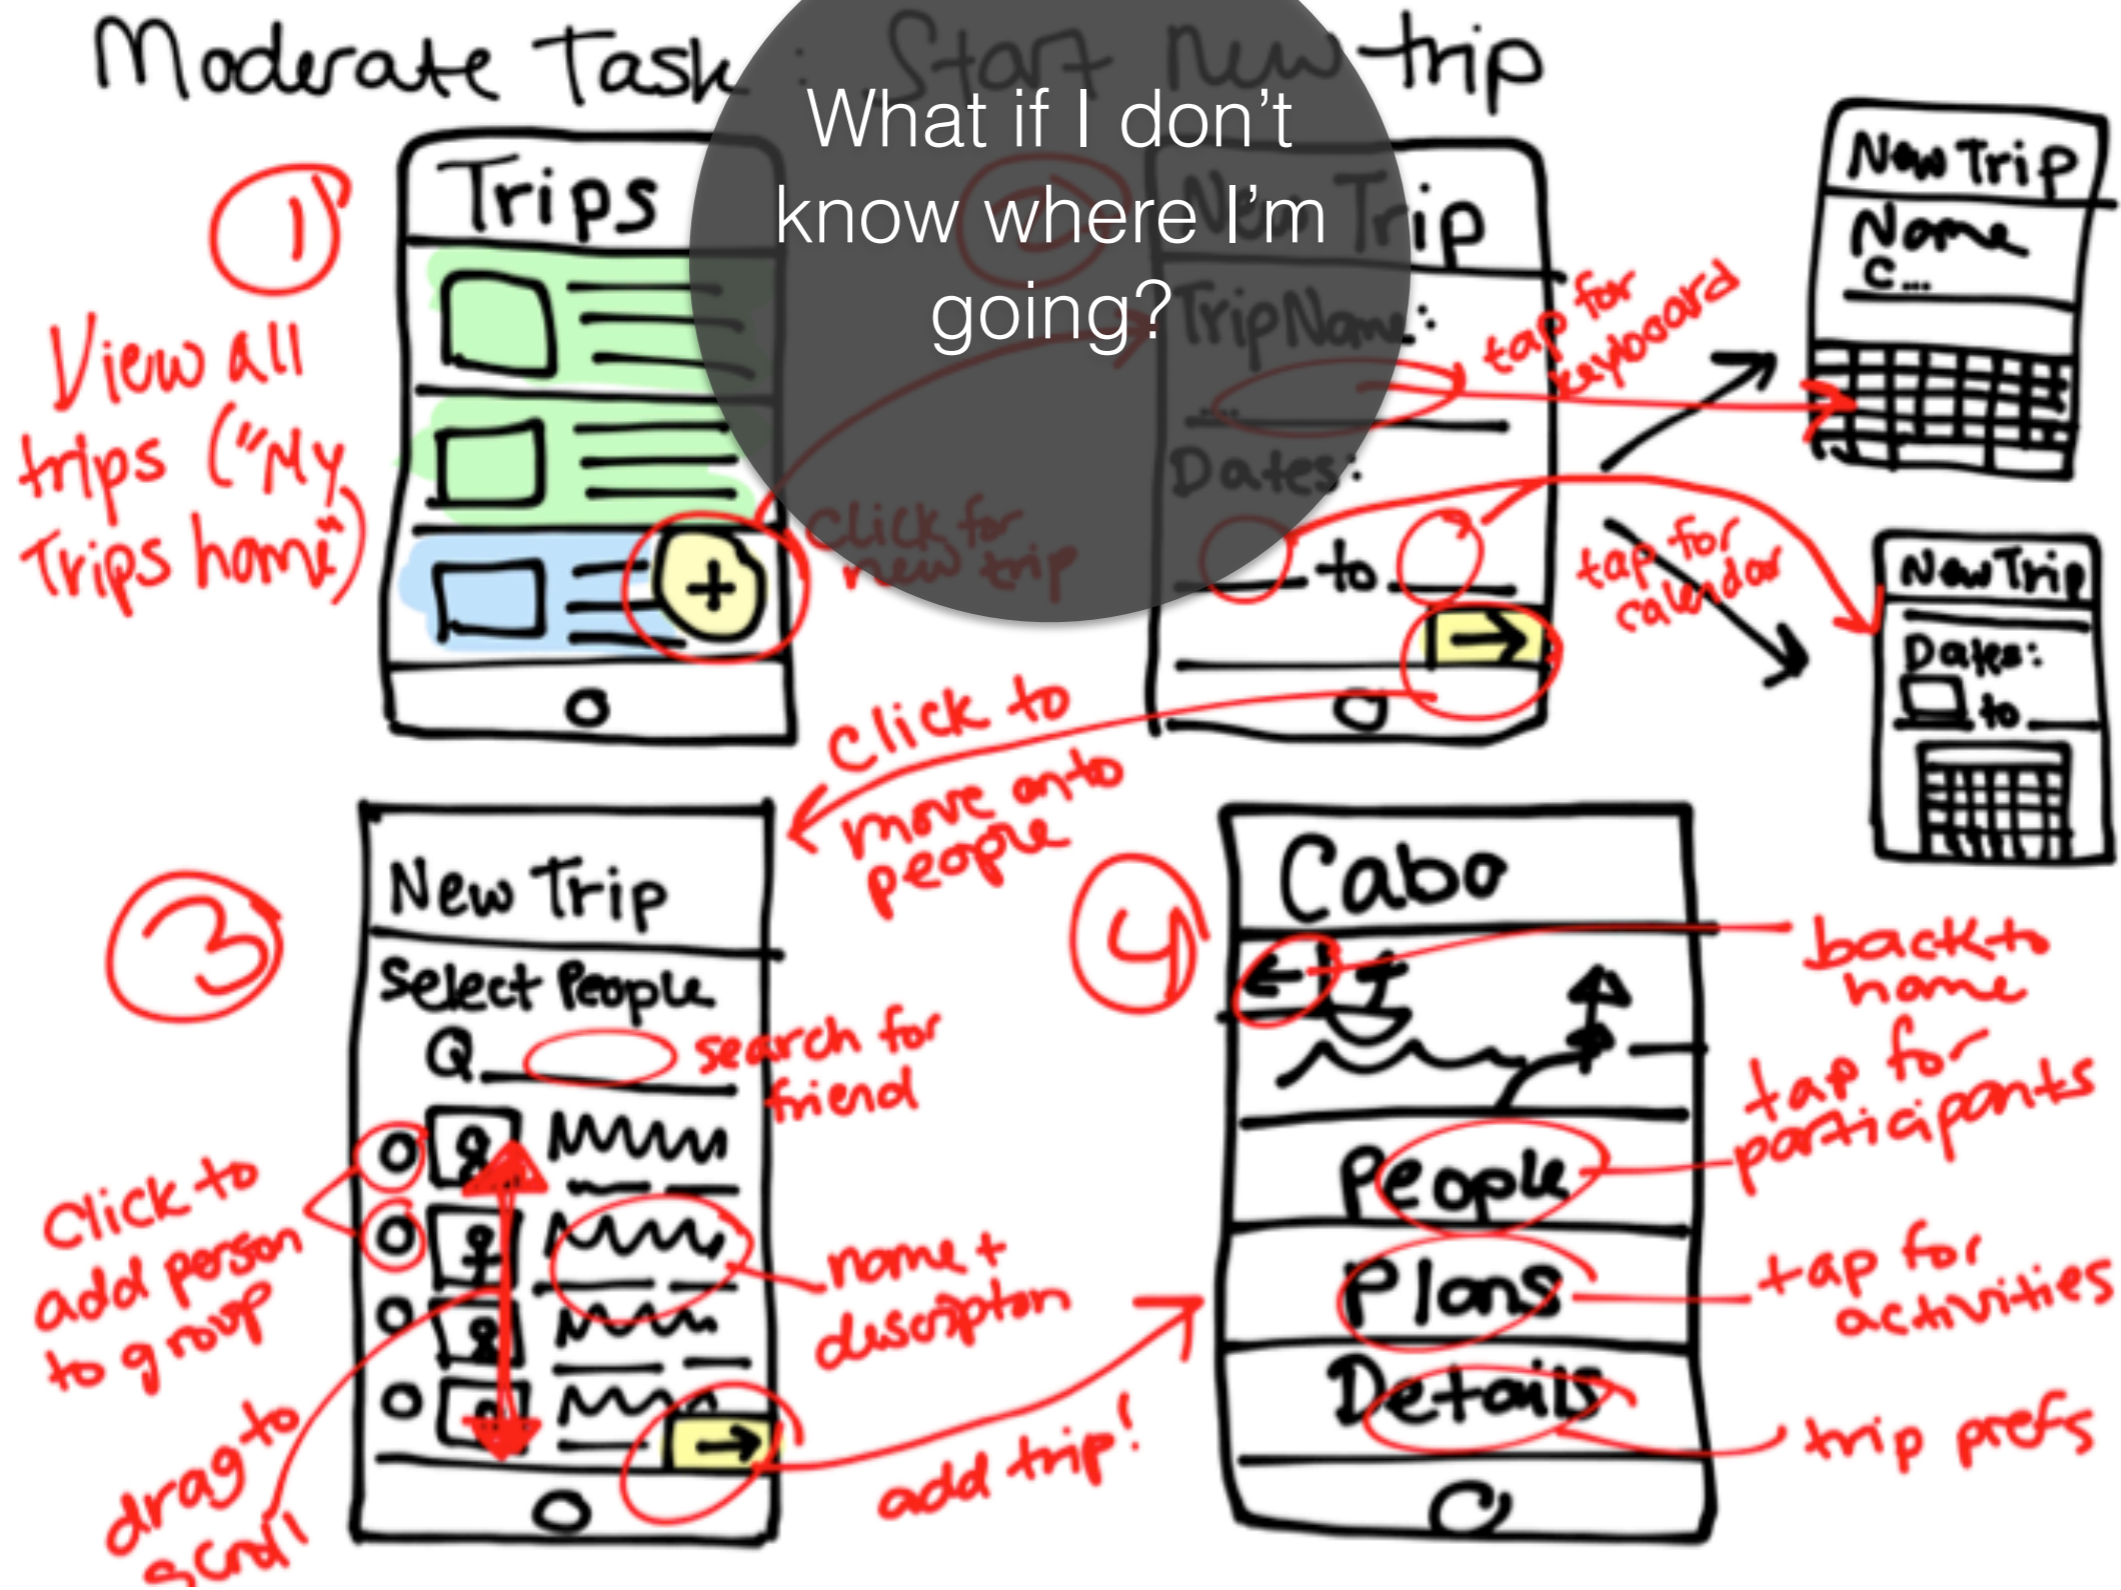 Moderate Task: Start new trip
What if I don't
know where I'm
going?
1
View all
trips ("My
Trips home")
Trips
+
click for
new trip
2
New Trip
Trip Name:
...
Dates:
to
tap for
keyboard
New Trip
Name
C...
tap for
calendar
New Trip
Dates:
to
Click to
move onto
people
3
New Trip
Select People
search for
friend
Click to
add person
to group
name +
description
drag to
scroll
add trip!
4
Cabo
back to
home
People
tap for
participants
Plans
tap for
activities
Details
trip prefs